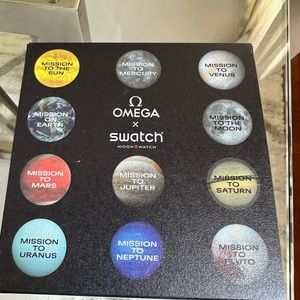 MISSION
TO THE
SUN
MISSION
TO
MERCURY
MISSION
TO
VENUS
MISSION
ON
EARTH
Ω
OMEGA
X
swatch
MOONSWATCH
MISSION
TO THE
MOON
MISSION
TO
MARS
MISSION
TO
JUPITER
MISSION
TO
SATURN
MISSION
TO
URANUS
MISSION
TO
NEPTUNE
MISSION
TO
PLUTO